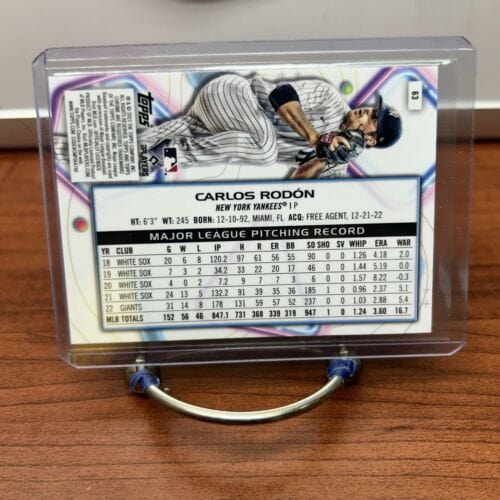 63
topps
MLBPLAYERS
CARLOS RODÓN
NEW YORK YANKEES® | P
HT: 6'3" WT: 245 BORN: 12-10-92, MIAMI, FL ACQ: FREE AGENT, 12-21-22
MAJOR LEAGUE PITCHING RECORD
YR CLUB G W L IP H R ER BB SO SHO SV WHIP ERA WAR
18 WHITE SOX 20 6 8 120.2 97 61 56 55 90 0 0 1.26 4.18 2.0
19 WHITE SOX 7 3 2 34.2 33 22 20 17 46 0 0 1.44 5.19 0.0
20 WHITE SOX 4 0 2 7.2 9 7 7 3 6 0 0 1.57 8.22 -0.3
21 WHITE SOX 24 13 5 132.2 91 39 35 36 185 1 0 0.96 2.37 5.1
22 GIANTS 31 14 8 178 131 59 57 52 237 0 0 1.03 2.88 5.4
MLB TOTALS 152 56 46 847.1 731 368 339 319 947 1 0 1.24 3.60 16.7